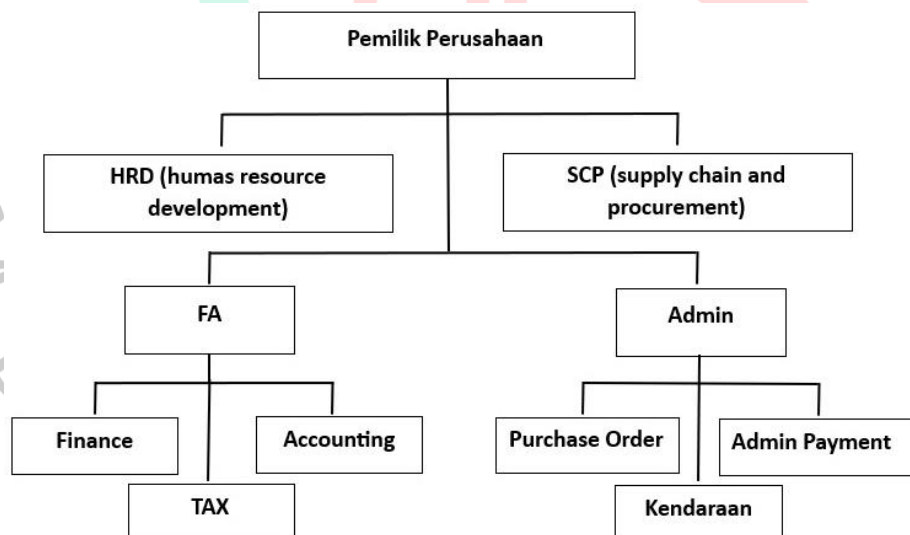 Pemilik Perusahaan
HRD (humas resource
development)
SCP (supply chain and
procurement)
FA
Admin
Finance
Accounting
TAX
Purchase Order
Admin Payment
Kendaraan